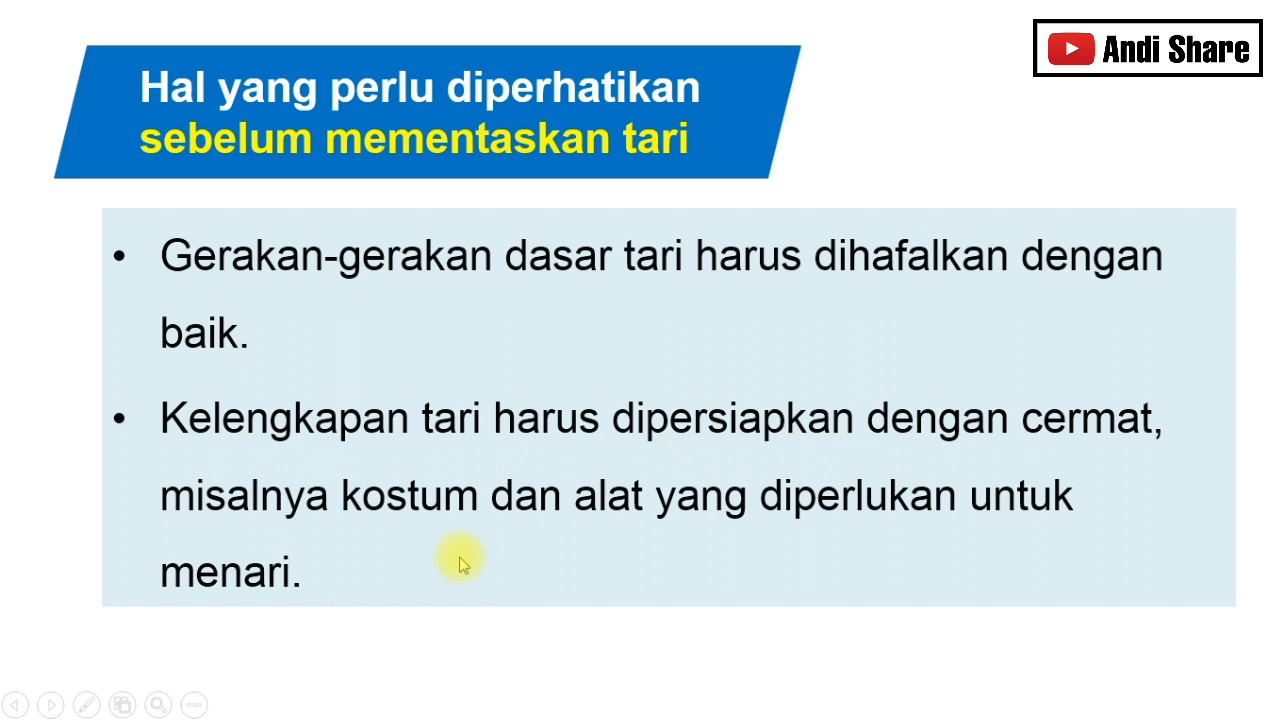 Andi Share
Hal yang perlu diperhatikan
sebelum mementaskan tari
• Gerakan-gerakan dasar tari harus dihafalkan dengan
baik.
• Kelengkapan tari harus dipersiapkan dengan cermat,
misalnya kostum dan alat yang diperlukan untuk
menari.